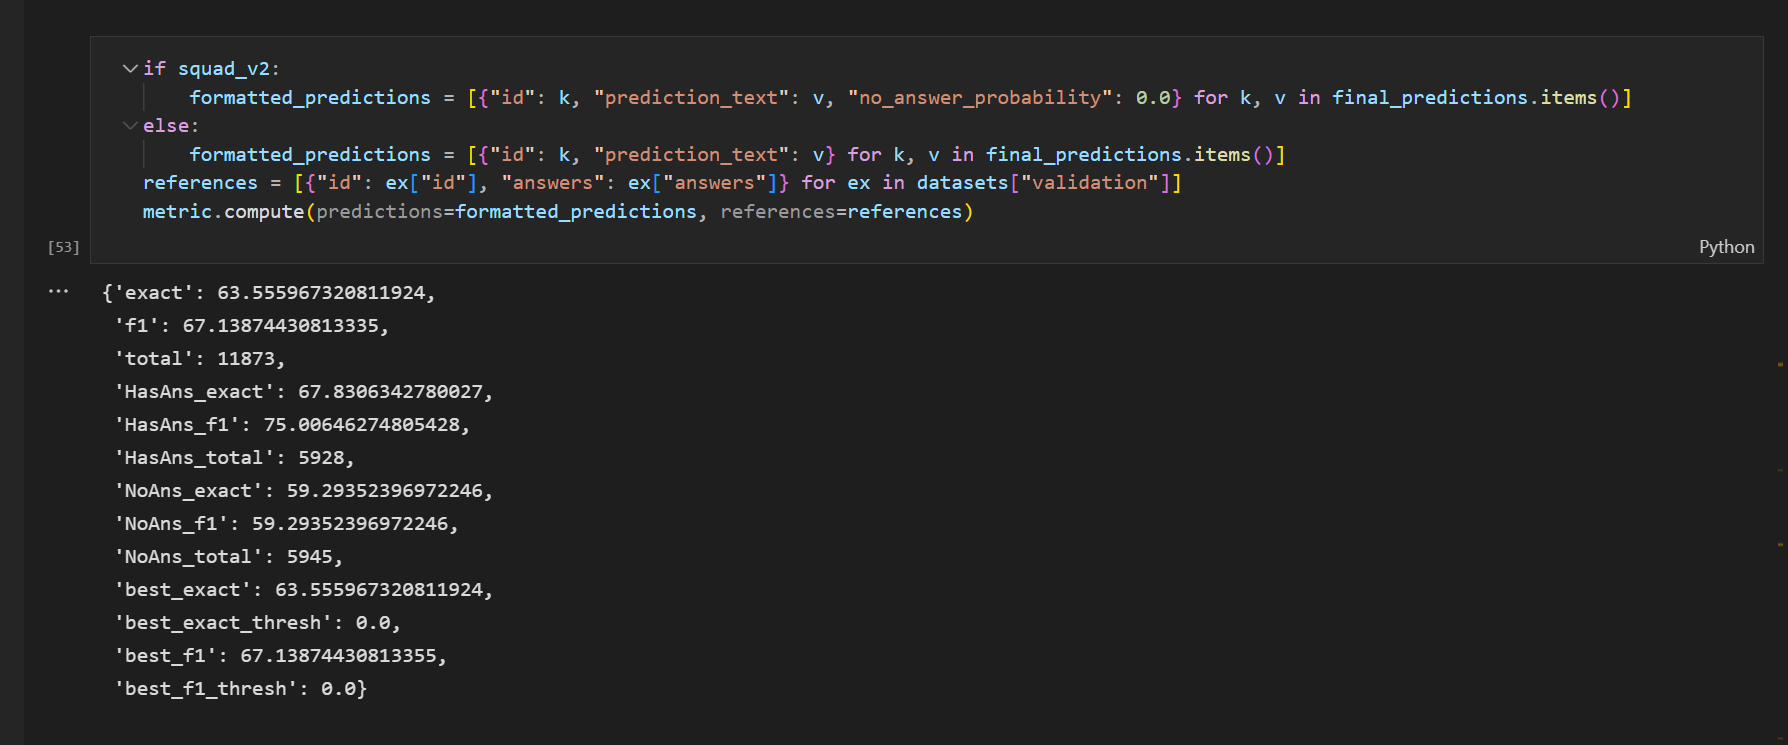 if squad_v2:
    formatted_predictions = [{"id": k, "prediction_text": v, "no_answer_probability": 0.0} for k, v in final_predictions.items()]
else:
    formatted_predictions = [{"id": k, "prediction_text": v} for k, v in final_predictions.items()]
references = [{"id": ex["id"], "answers": ex["answers"]} for ex in datasets["validation"]]
metric.compute(predictions=formatted_predictions, references=references)
[53]
Python
... {'exact': 63.555967320811924,
 'f1': 67.13874430813335,
 'total': 11873,
 'HasAns_exact': 67.8306342780027,
 'HasAns_f1': 75.00646274805428,
 'HasAns_total': 5928,
 'NoAns_exact': 59.29352396972246,
 'NoAns_f1': 59.29352396972246,
 'NoAns_total': 5945,
 'best_exact': 63.555967320811924,
 'best_exact_thresh': 0.0,
 'best_f1': 67.13874430813355,
 'best_f1_thresh': 0.0}